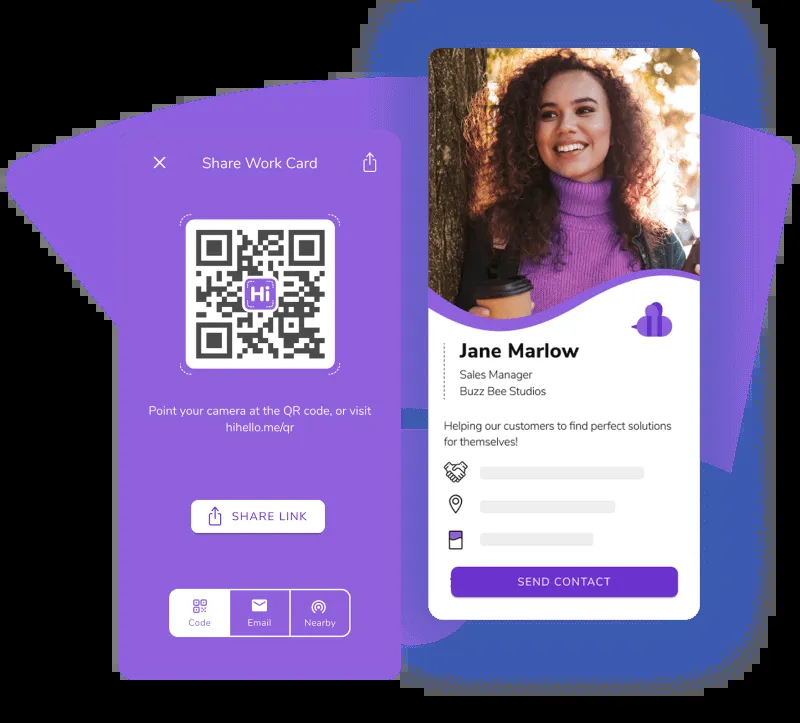 Share Work Card
Hi
Point your camera at the QR code, or visit
hihello.me/qr
SHARE LINK
Code
Email
Nearby
Jane Marlow
Sales Manager
Buzz Bee Studios
Helping our customers to find perfect solutions
for themselves!
SEND CONTACT